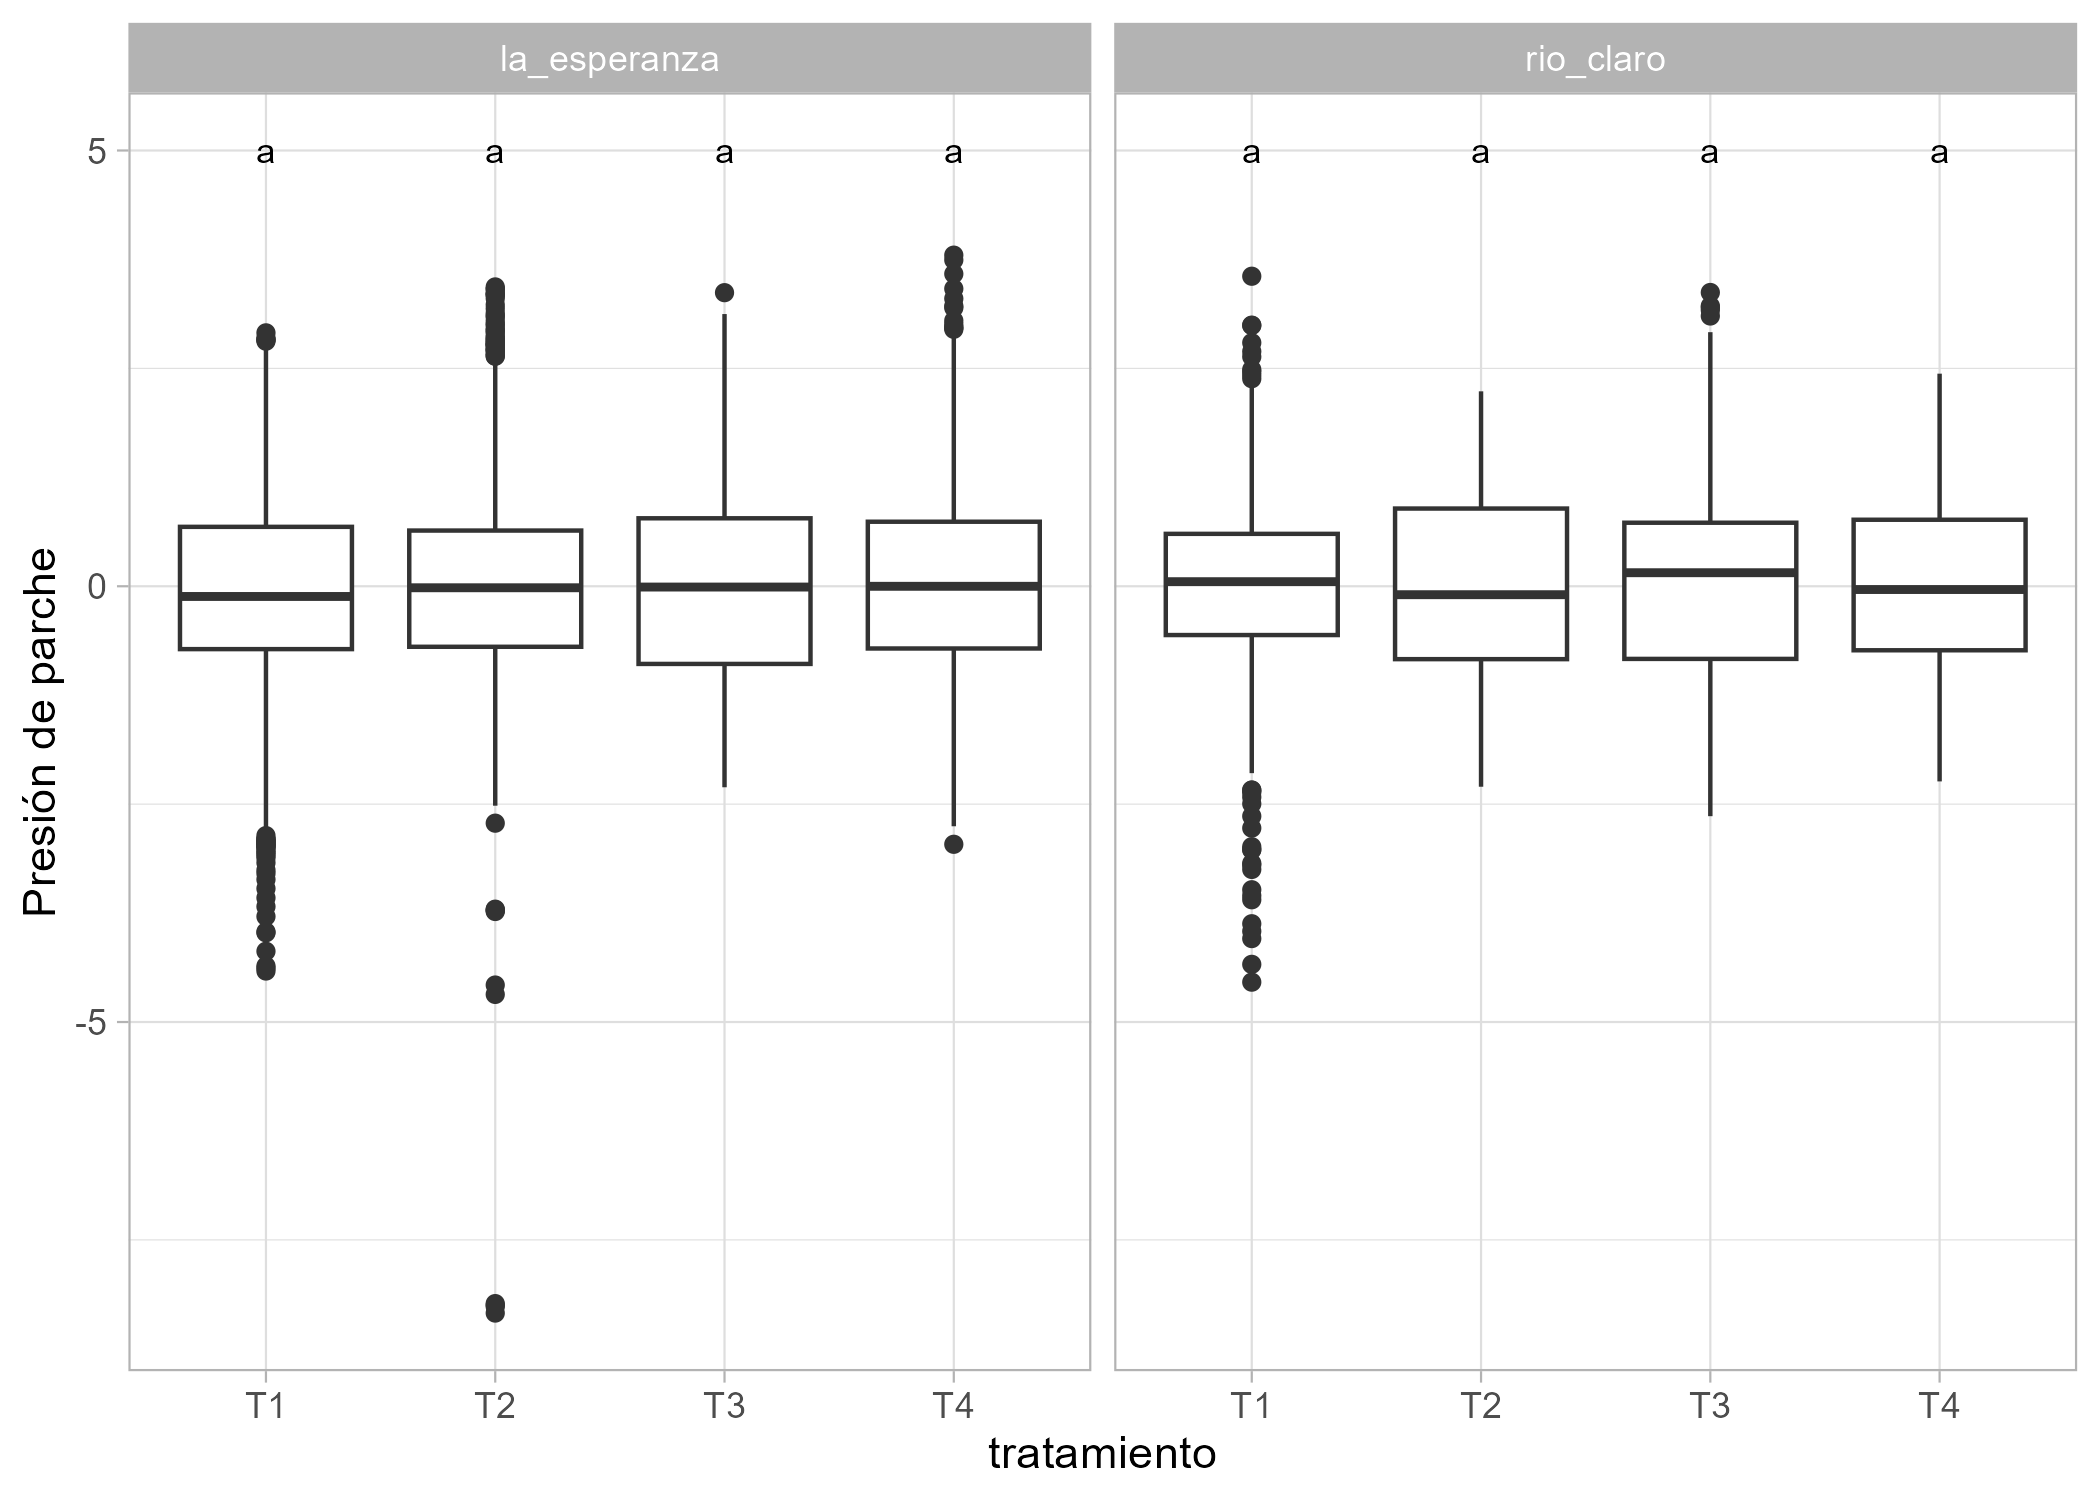 la_esperanza
rio_claro
Presión de parche
5
0
-5
a a a a
a a a a
T1 T2 T3 T4
T1 T2 T3 T4
tratamiento